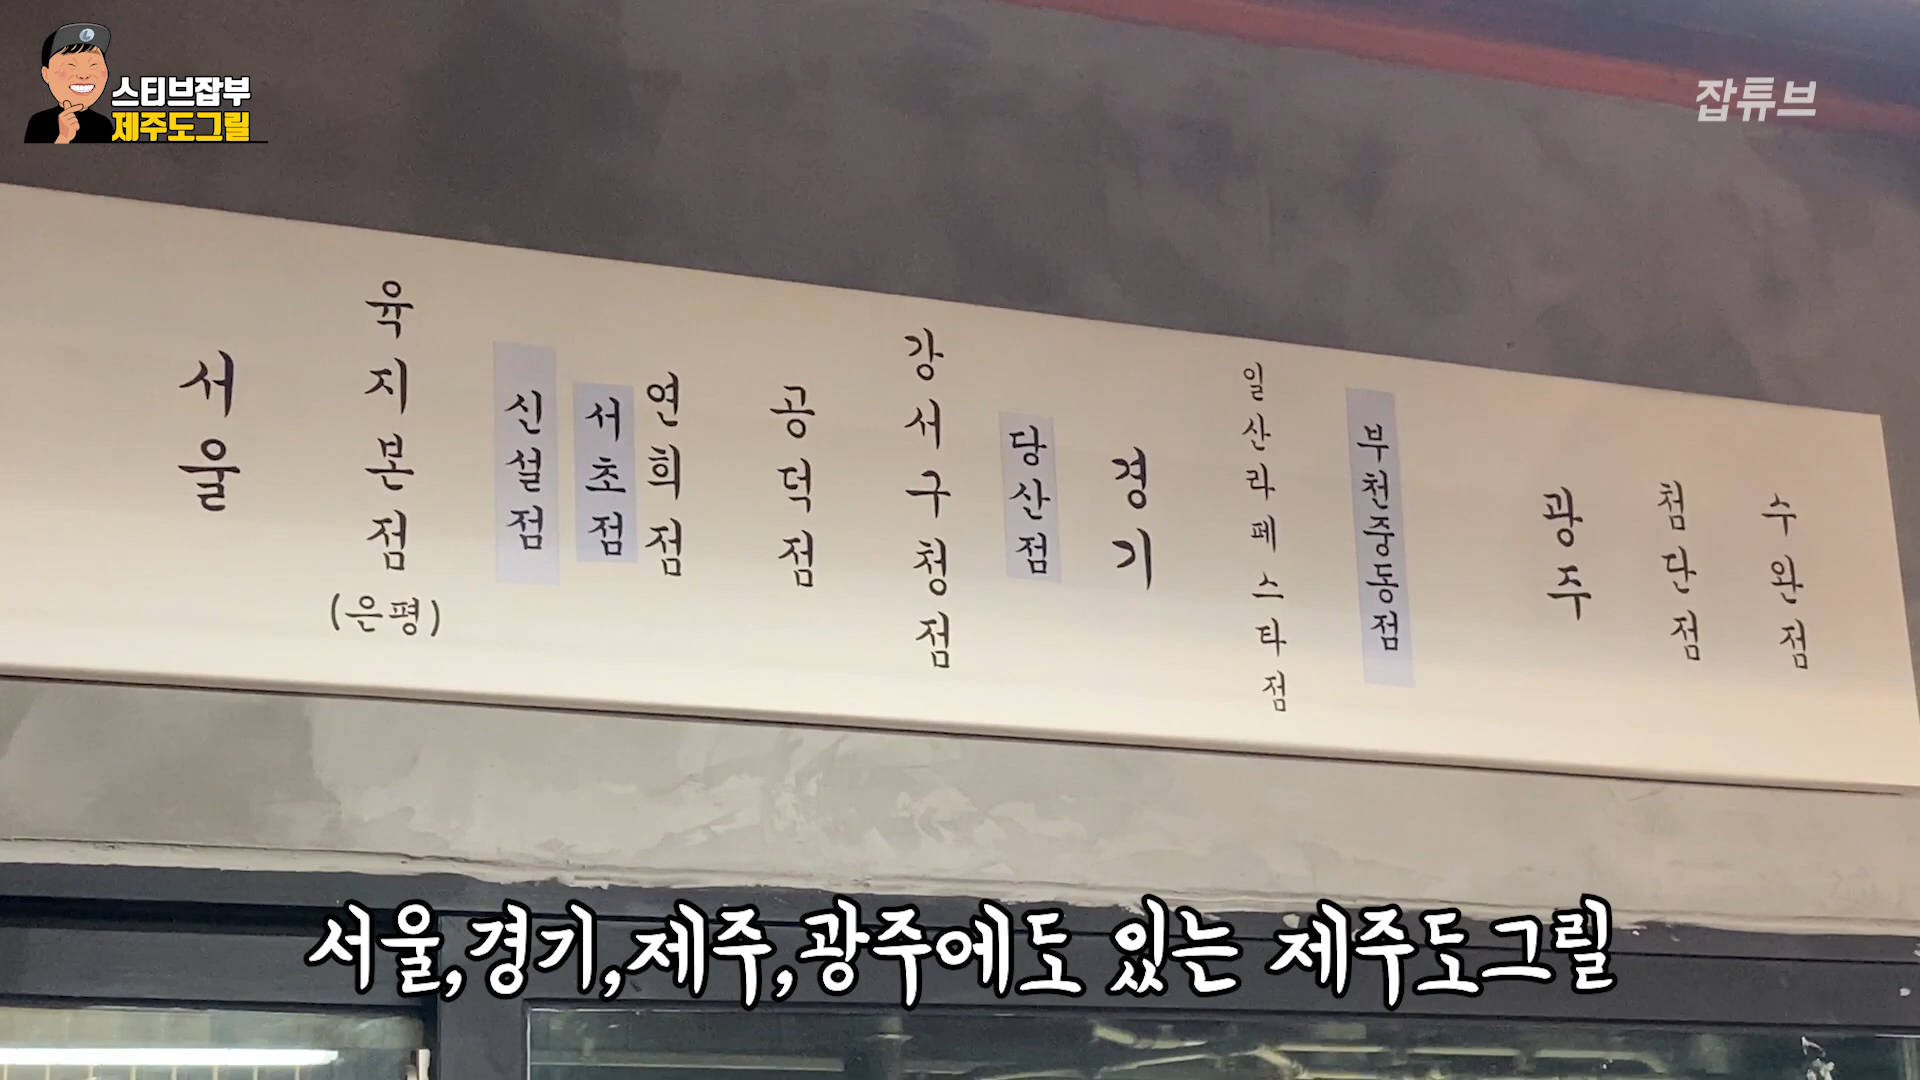 스티브잡부
제주도그릴
잡튜브
서울
육지본점
(은평)
신설점
서초점
연희점
공덕점
강서구청점
당산점
경기
일산라페스타점
부천중동점
광주
첨단점
수완점
서울,경기,제주,광주에도 있는 제주도그릴